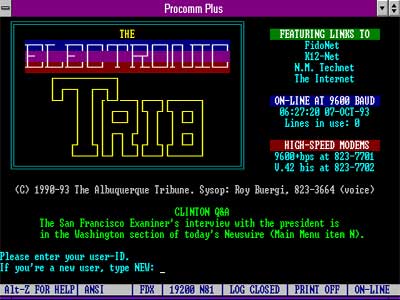 Procomm Plus
THE
ELECTRONIC
TRIB
FEATURING LINKS TO
FidoNet
K12-Net
N.M. Technet
The Internet
ON-LINE AT 9600 BAUD
06:27:20 07-OCT-93
Lines in use: 0
HIGH-SPEED MODEMS
9600+bps at 823-7701
V.42 bis at 823-7702
(C) 1990-93 The Albuquerque Tribune. Sysop: Roy Buergi, 823-3664 (voice)
CLINTON Q&A
The San Francisco Examiner's interview with the president is
in the Washington section of today's Newswire (Main Menu item N).
Please enter your user-ID.
If you're a new user, type NEW: _
Alt-Z FOR HELP ANSI FDX 19200 N81 LOG CLOSED PRINT OFF ON-LINE